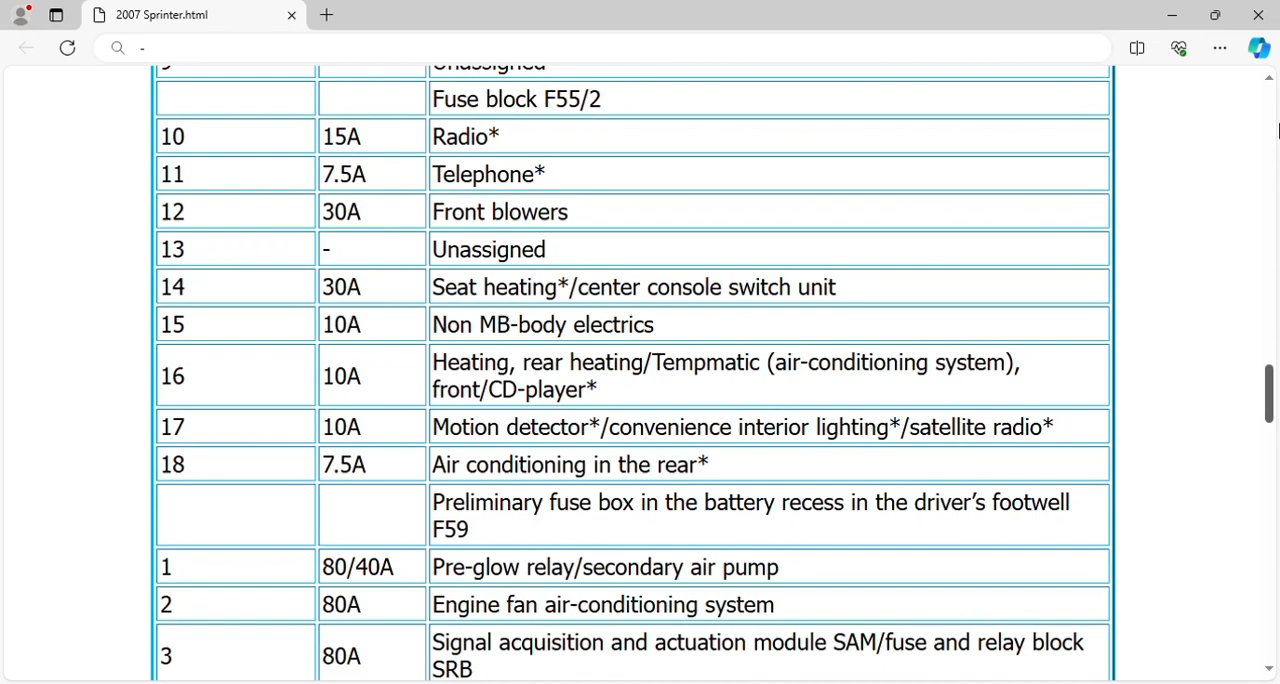 2007 Sprinter.html
-
9 Unassigned
Fuse block F55/2
10 15A Radio*
11 7.5A Telephone*
12 30A Front blowers
13 - Unassigned
14 30A Seat heating*/center console switch unit
15 10A Non MB-body electrics
16 10A Heating, rear heating/Tempmatic (air-conditioning system),
front/CD-player*
17 10A Motion detector*/convenience interior lighting*/satellite radio*
18 7.5A Air conditioning in the rear*
Preliminary fuse box in the battery recess in the driver’s footwell
F59
1 80/40A Pre-glow relay/secondary air pump
2 80A Engine fan air-conditioning system
3 80A Signal acquisition and actuation module SAM/fuse and relay block
SRB